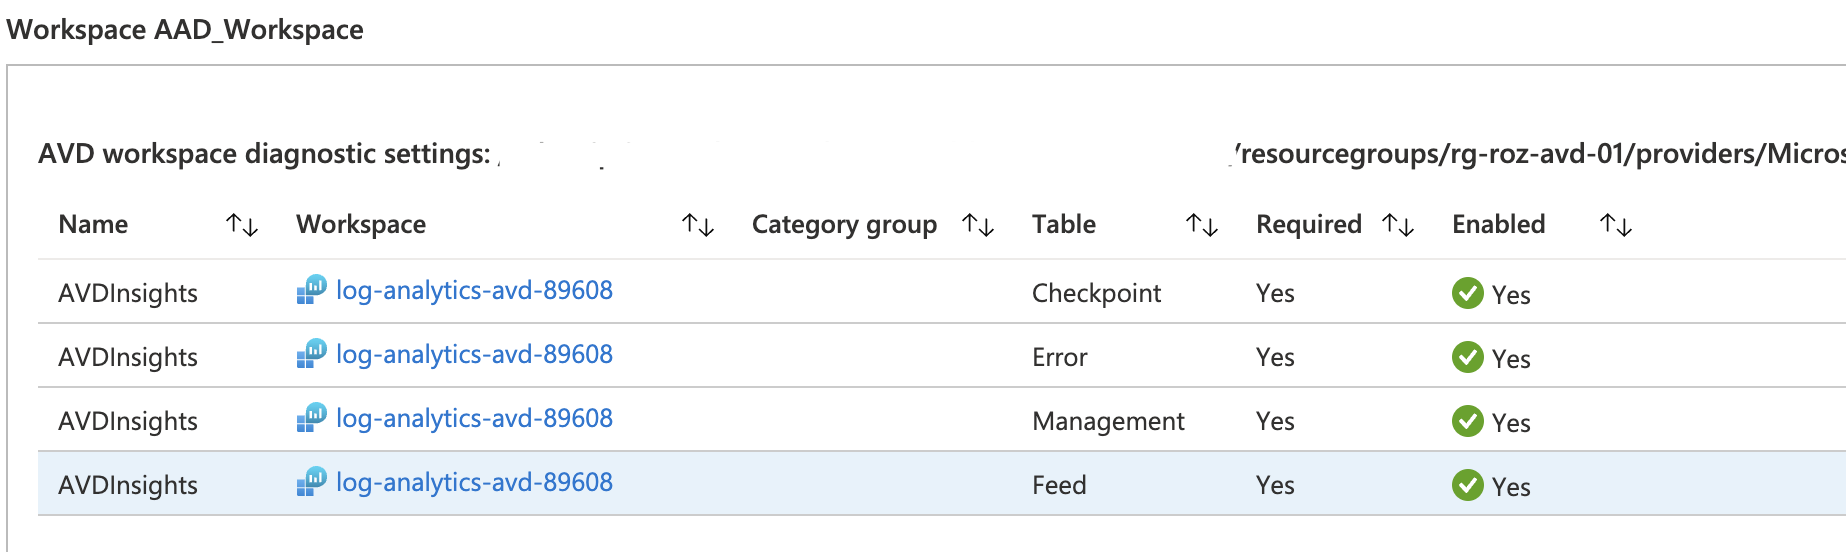 Workspace AAD_Workspace
AVD workspace diagnostic settings: /resourcegroups/rg-roz-avd-01/providers/Micros
Name Workspace Category group Table Required Enabled
AVDInsights log-analytics-avd-89608 Checkpoint Yes Yes
AVDInsights log-analytics-avd-89608 Error Yes Yes
AVDInsights log-analytics-avd-89608 Management Yes Yes
AVDInsights log-analytics-avd-89608 Feed Yes Yes